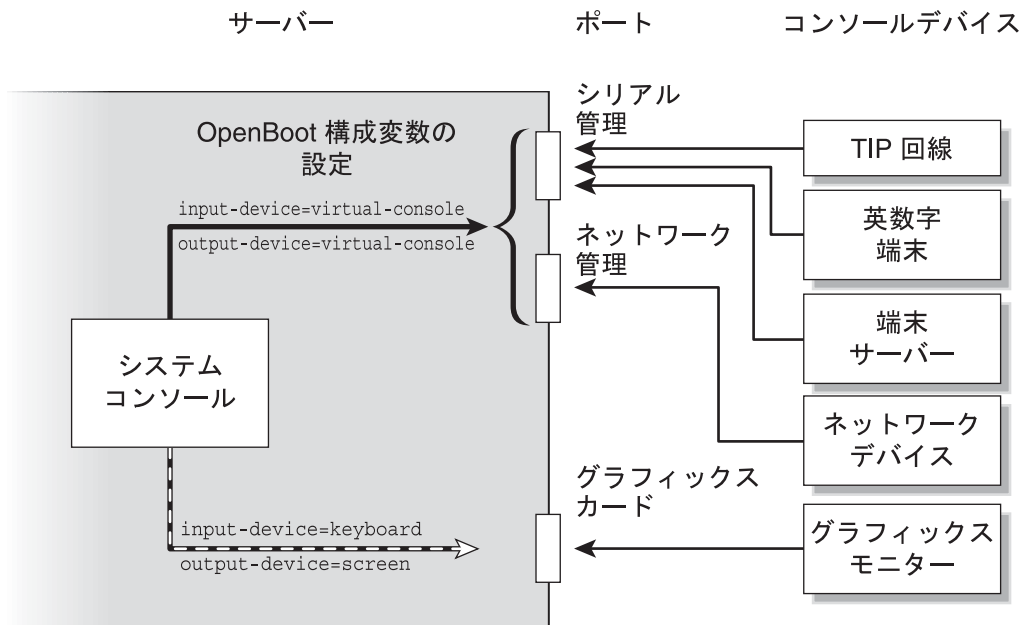 サーバー
ポート
コンソールデバイス
シリアル
管理
OpenBoot 構成変数の
設定
TIP 回線
input-device=virtual-console
output-device=virtual-console
英数字
端末
ネットワーク
管理
端末
サーバー
システム
コンソール
ネットワーク
デバイス
グラフィックス
カード
input-device=keyboard
output-device=screen
グラフィックス
モニター